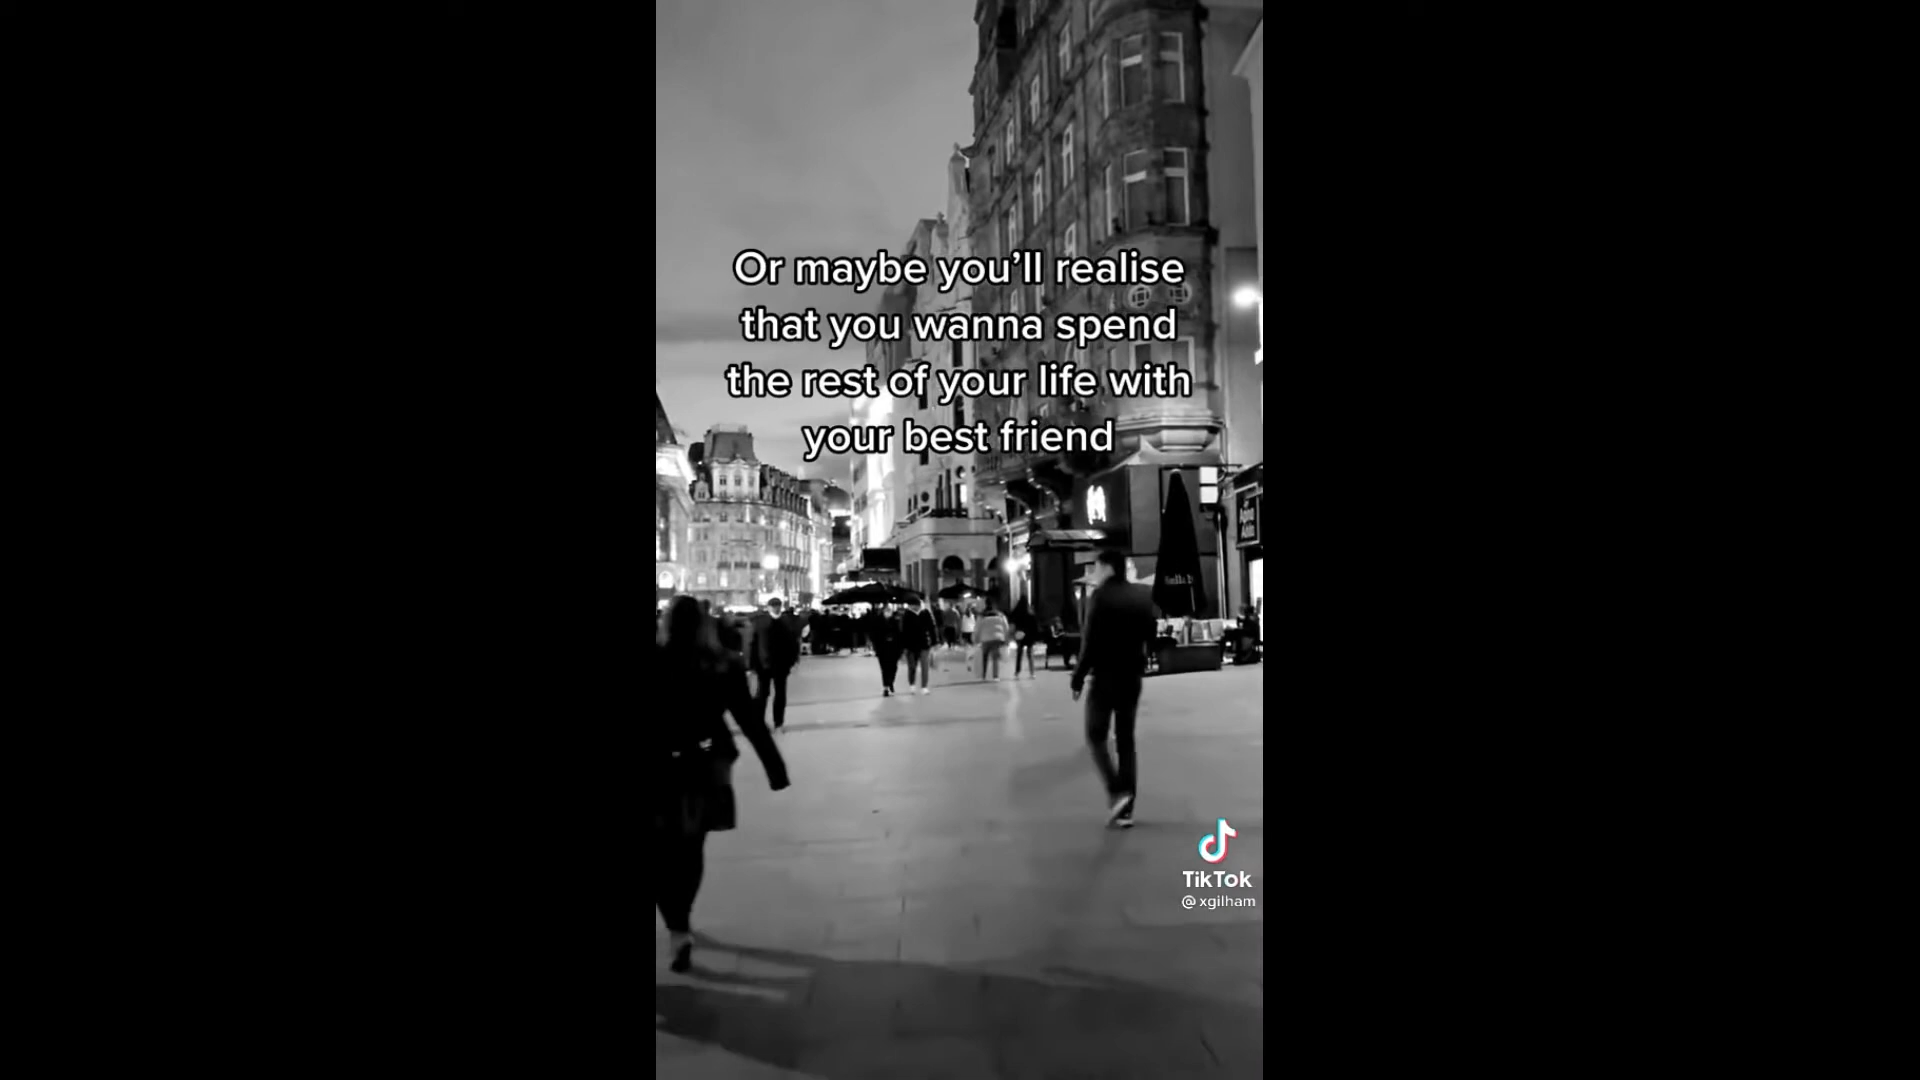 Or maybe you’ll realise
that you wanna spend
the rest of your life with
your best friend
TikTok
@xgilham